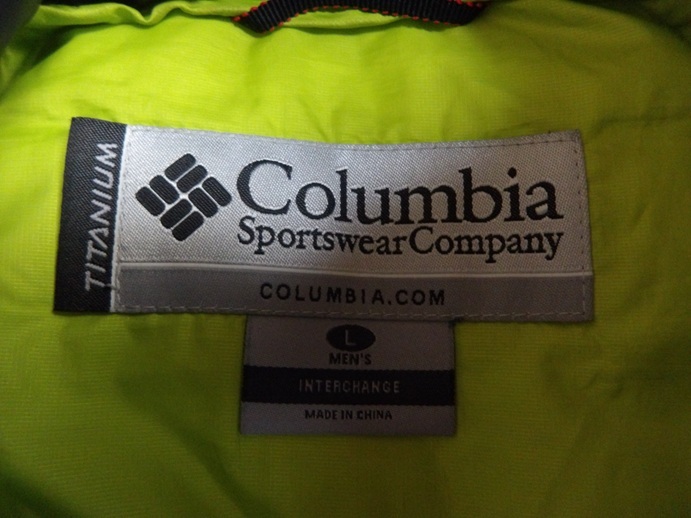 TITANIUM
Columbia
Sportswear Company
COLUMBIA.COM
L
MEN'S
INTERCHANGE
MADE IN CHINA